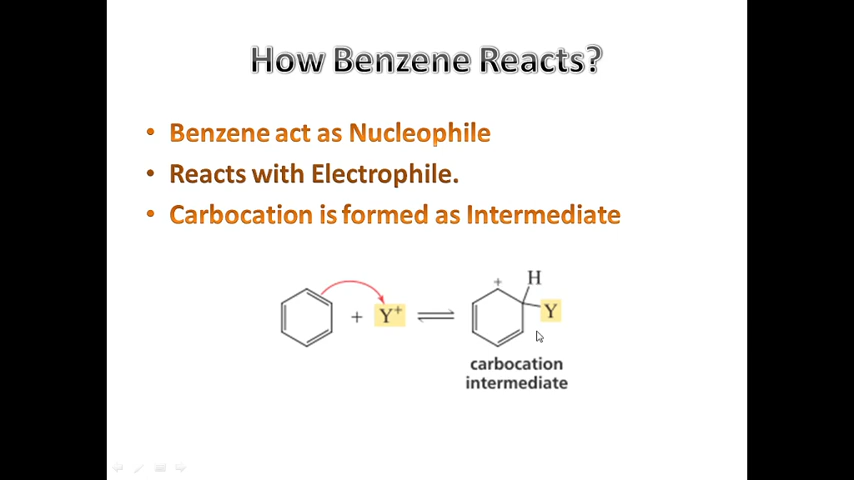 How Benzene Reacts?
• Benzene act as Nucleophile
• Reacts with Electrophile.
• Carbocation is formed as Intermediate
+ Y⁺ ⇌ + H Y
carbocation
intermediate